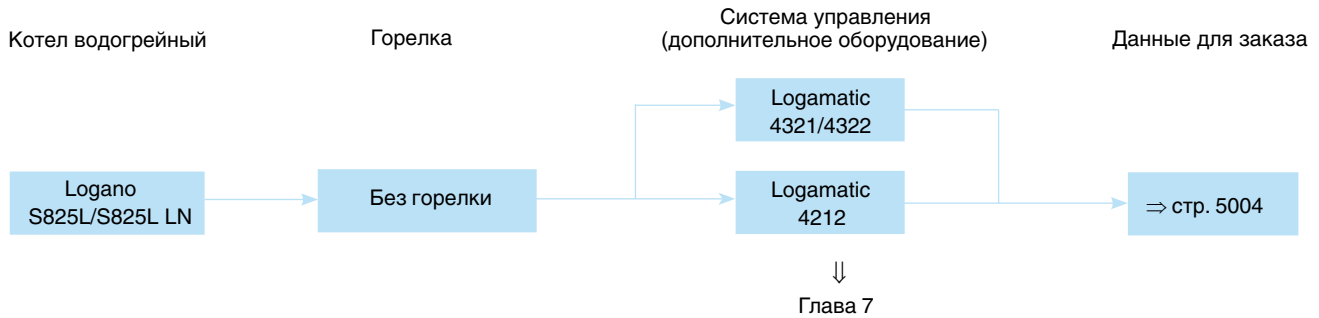 Котел водогрейный
Горелка
Система управления
(дополнительное оборудование)
Данные для заказа
Logano
S825L/S825L LN
Без горелки
Logamatic
4321/4322
Logamatic
4212
⇒ стр. 5004
⇓
Глава 7